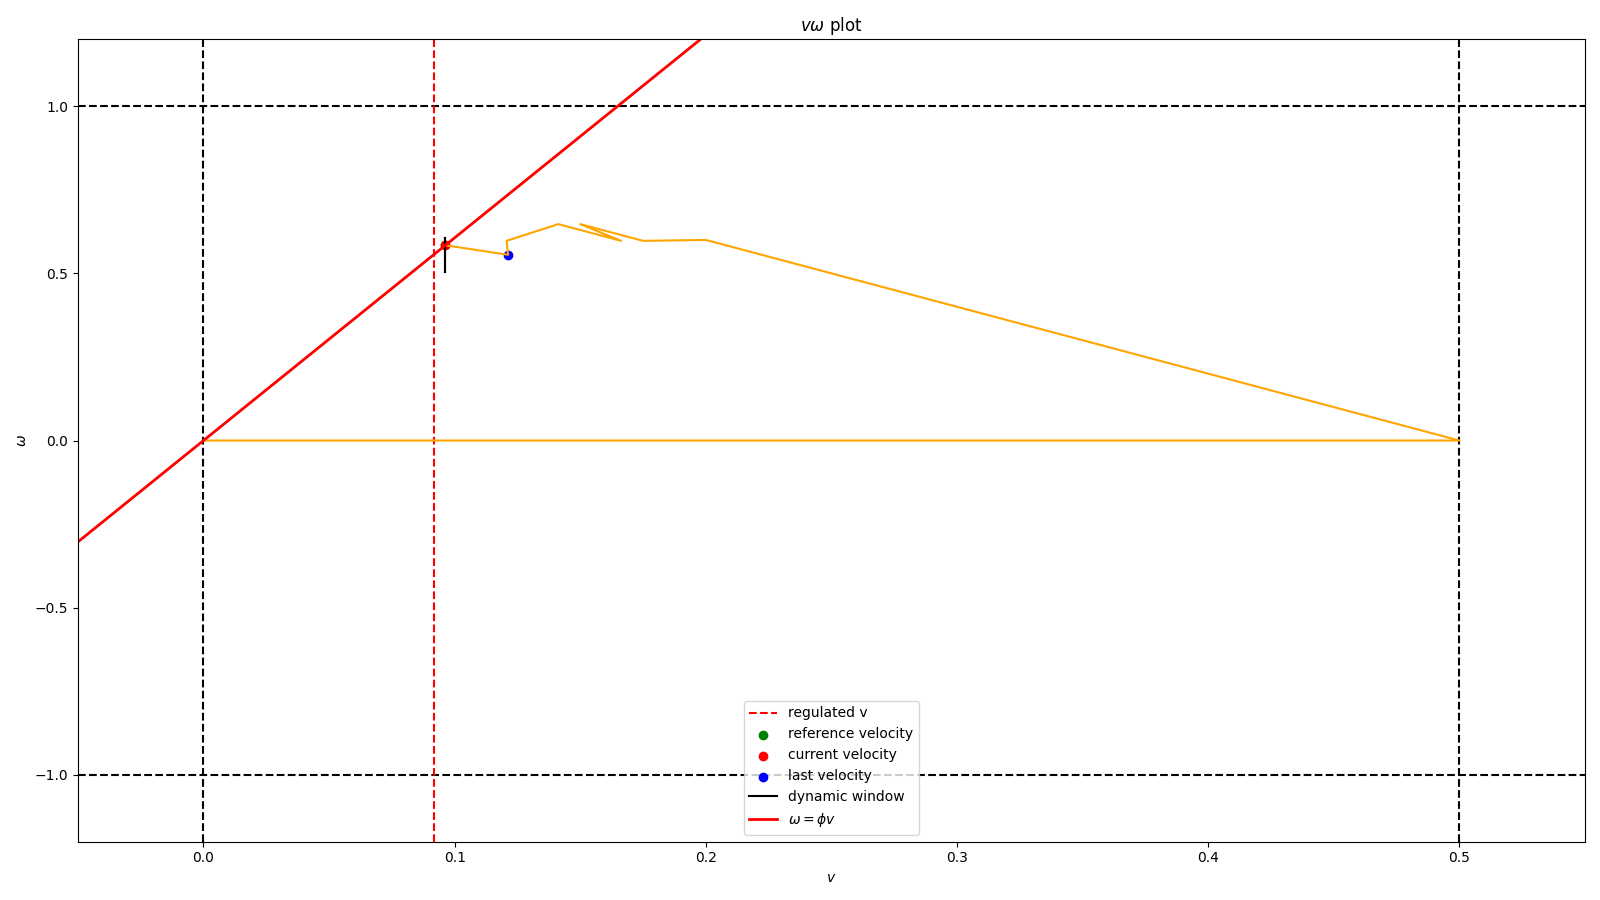 vω plot
ω
1.0
0.5
0.0
−0.5
−1.0
regulated v
reference velocity
current velocity
last velocity
dynamic window
ω = ϕv
0.0 0.1 0.2 0.3 0.4 0.5
v